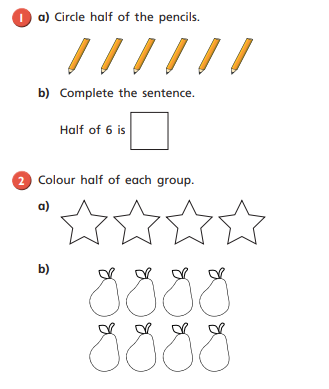 1 a) Circle half of the pencils.
b) Complete the sentence.
Half of 6 is
2 Colour half of each group.
a)
b)